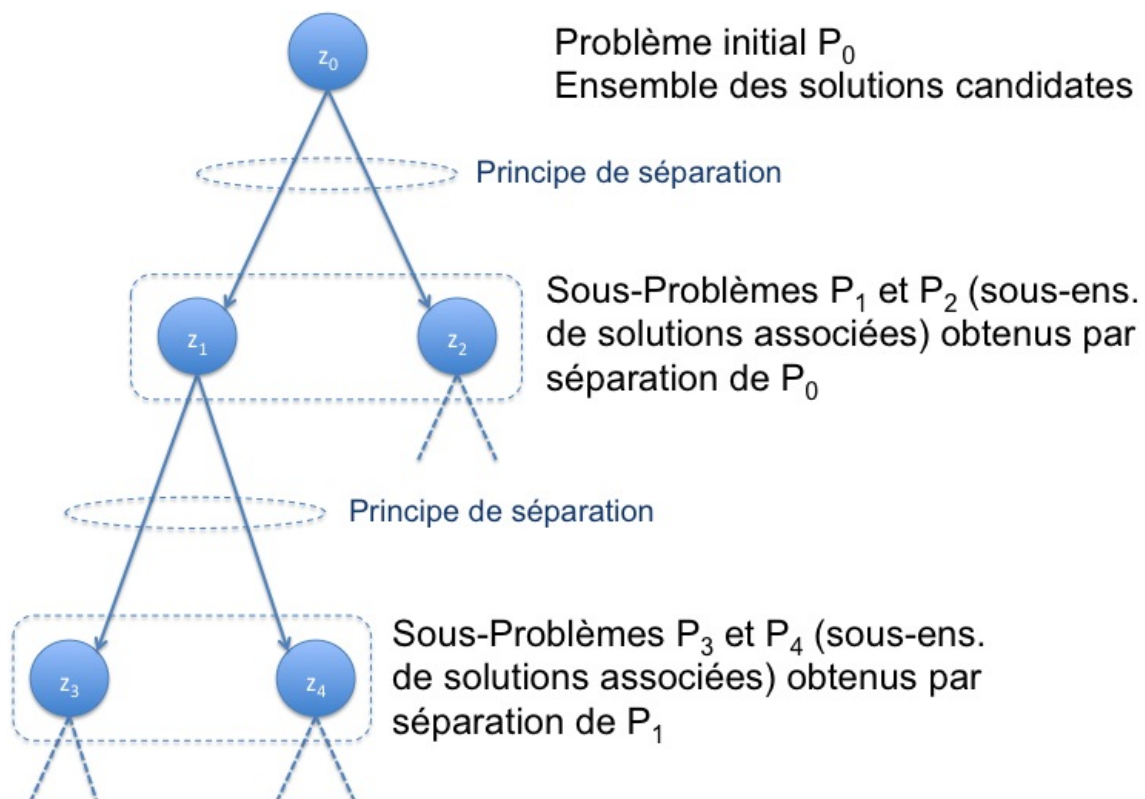 z₀
Problème initial P₀
Ensemble des solutions candidates
Principe de séparation
z₁
z₂
Sous-Problèmes P₁ et P₂ (sous-ens.
de solutions associées) obtenus par
séparation de P₀
Principe de séparation
z₃
z₄
Sous-Problèmes P₃ et P₄ (sous-ens.
de solutions associées) obtenus par
séparation de P₁